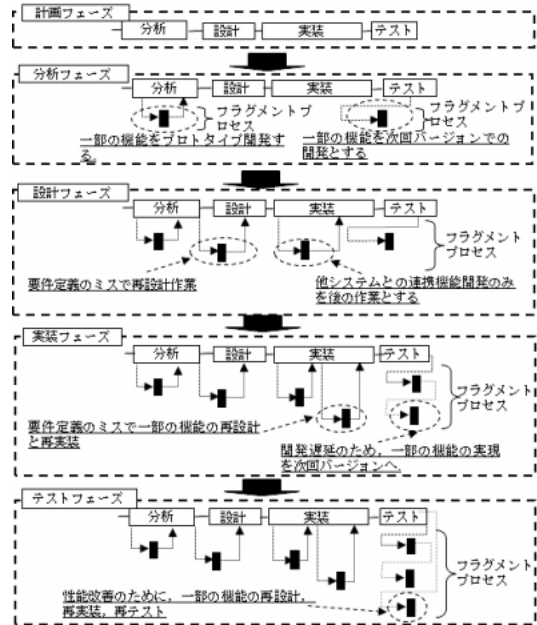 計画フェーズ
分析
設計
実装
テスト
分析フェーズ
分析
設計
実装
テスト
フラグメントプ
ロセス
一部の機能をプロトタイプ開発す
る。
フラグメントプ
ロセス
一部の機能を次回バージョンでの
開発とする
設計フェーズ
分析
設計
実装
テスト
フラグメント
プロセス
要件定義のミスで再設計作業
他システムとの連携機能開発のみ
を後の作業とする
実装フェーズ
分析
設計
実装
テスト
フラグメント
プロセス
要件定義のミスで一部の機能の再設計
と再実装
開発遅延のため，一部の機能の実現
を次回バージョンへ
テストフェーズ
分析
設計
実装
テスト
フラグメント
プロセス
性能改善のために，一部の機能の再設計，
再実装，再テスト